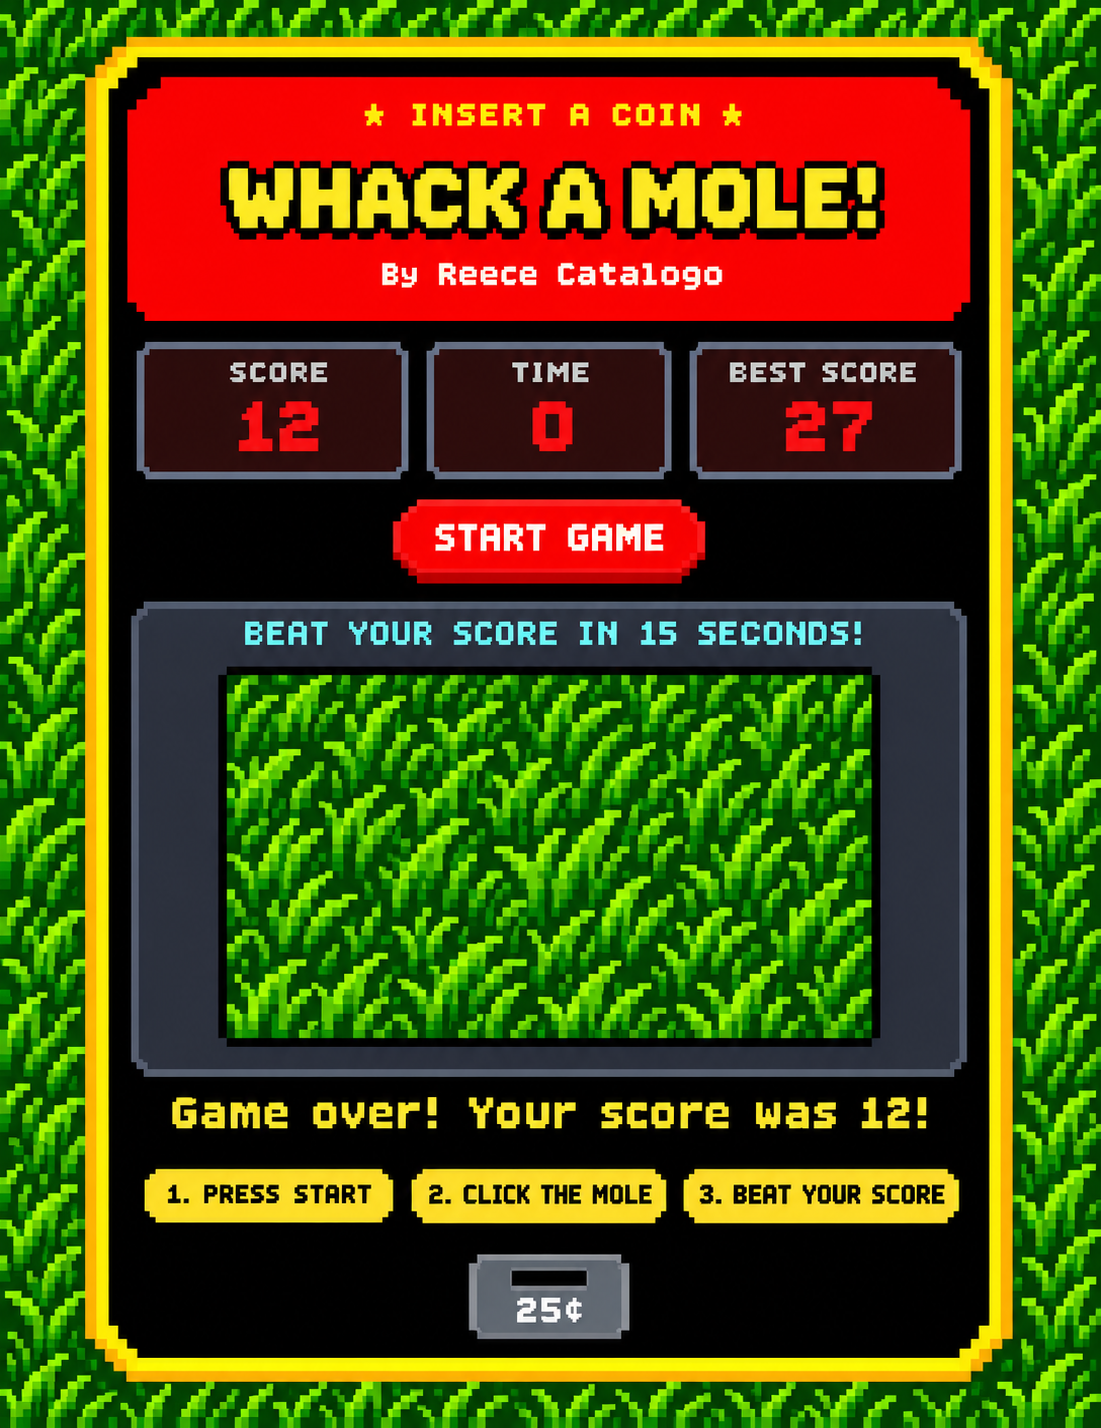 ★ INSERT A COIN ★
WHACK A MOLE!
By Reece Catalogo
SCORE
12
TIME
0
BEST SCORE
27
START GAME
BEAT YOUR SCORE IN 15 SECONDS!
Game over! Your score was 12!
1. PRESS START
2. CLICK THE MOLE
3. BEAT YOUR SCORE
25¢